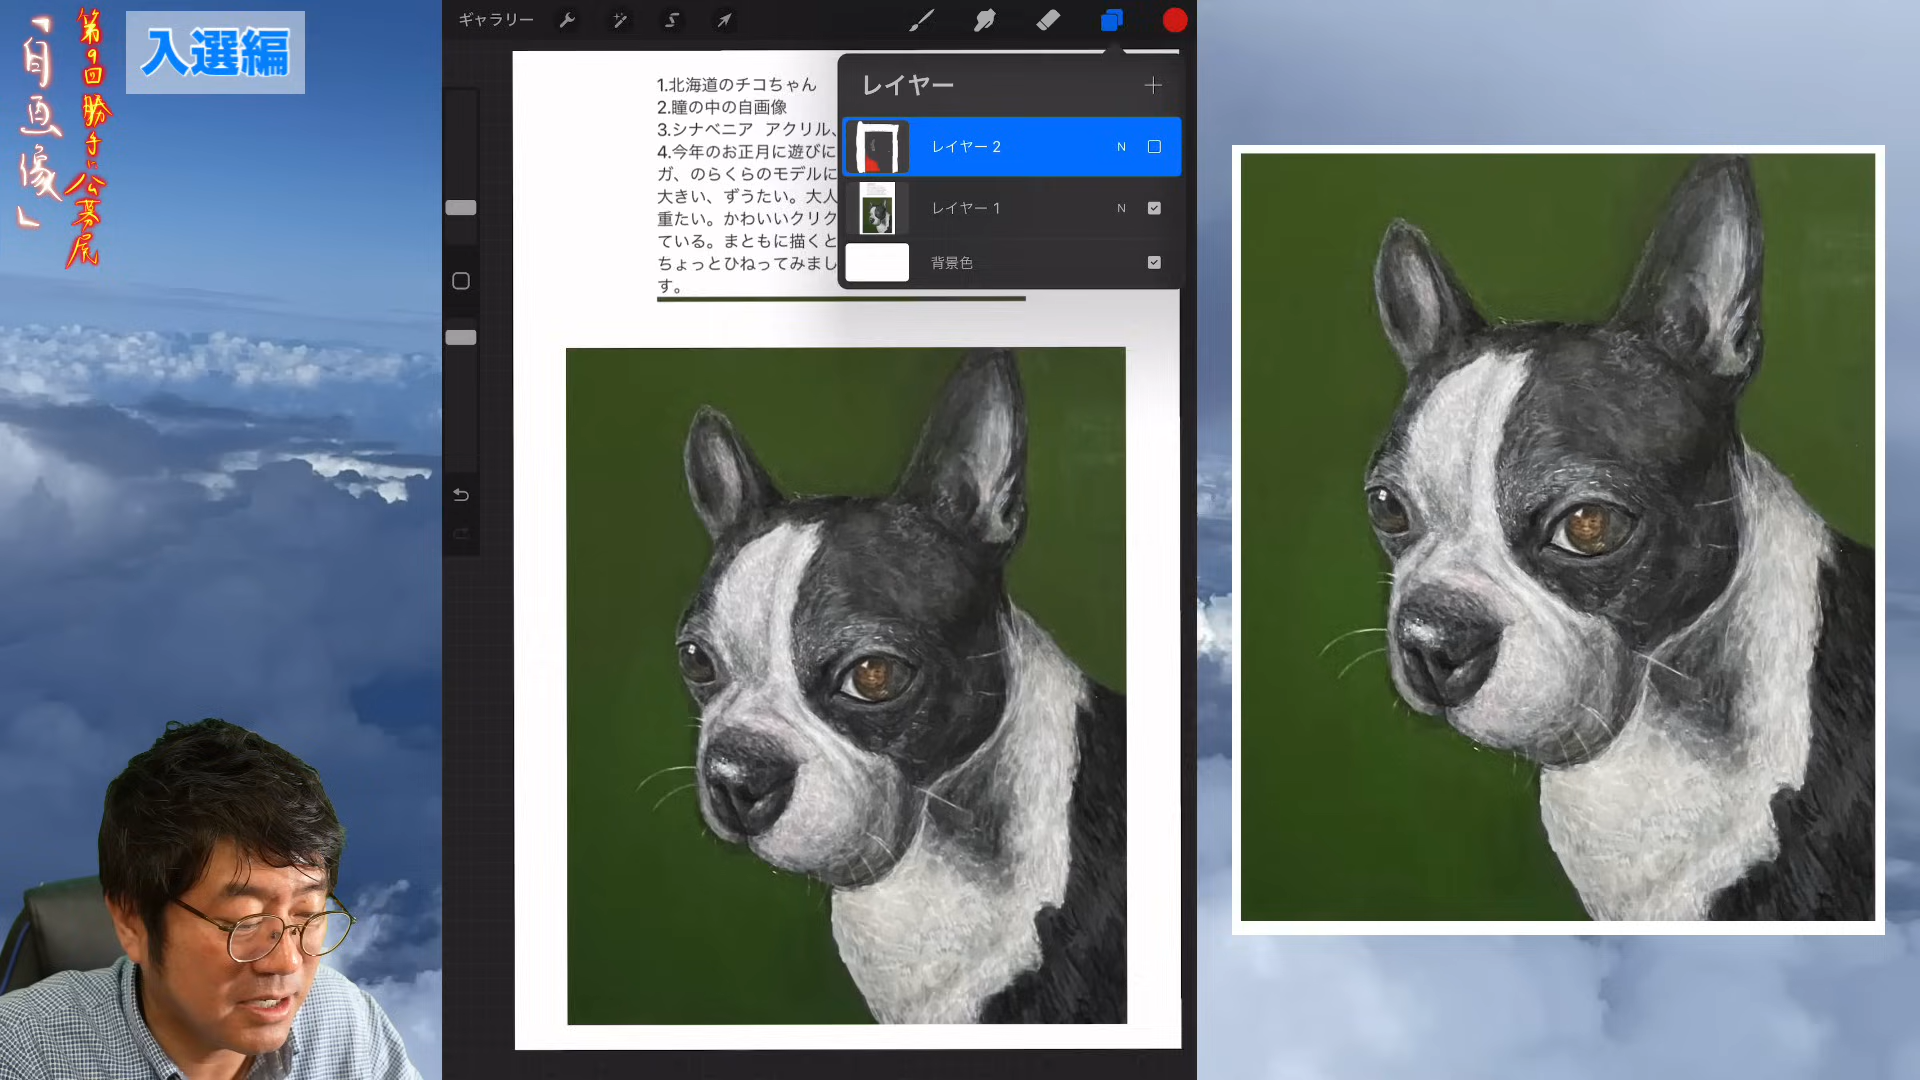 第9回 勝手に公募展
「自画像」
入選編
ギャラリー
1.北海道のチコちゃん
2.瞳の中の自画像
3.シナベニア アクリル、
4.今年のお正月に遊びに
ガ、のらくらのモデルに
大きい、ずうたい。大人
重たい。かわいいクリク
ている。まともに描くと
ちょっとひねってみまし
す。
レイヤー
レイヤー 2 N
レイヤー 1 N
背景色